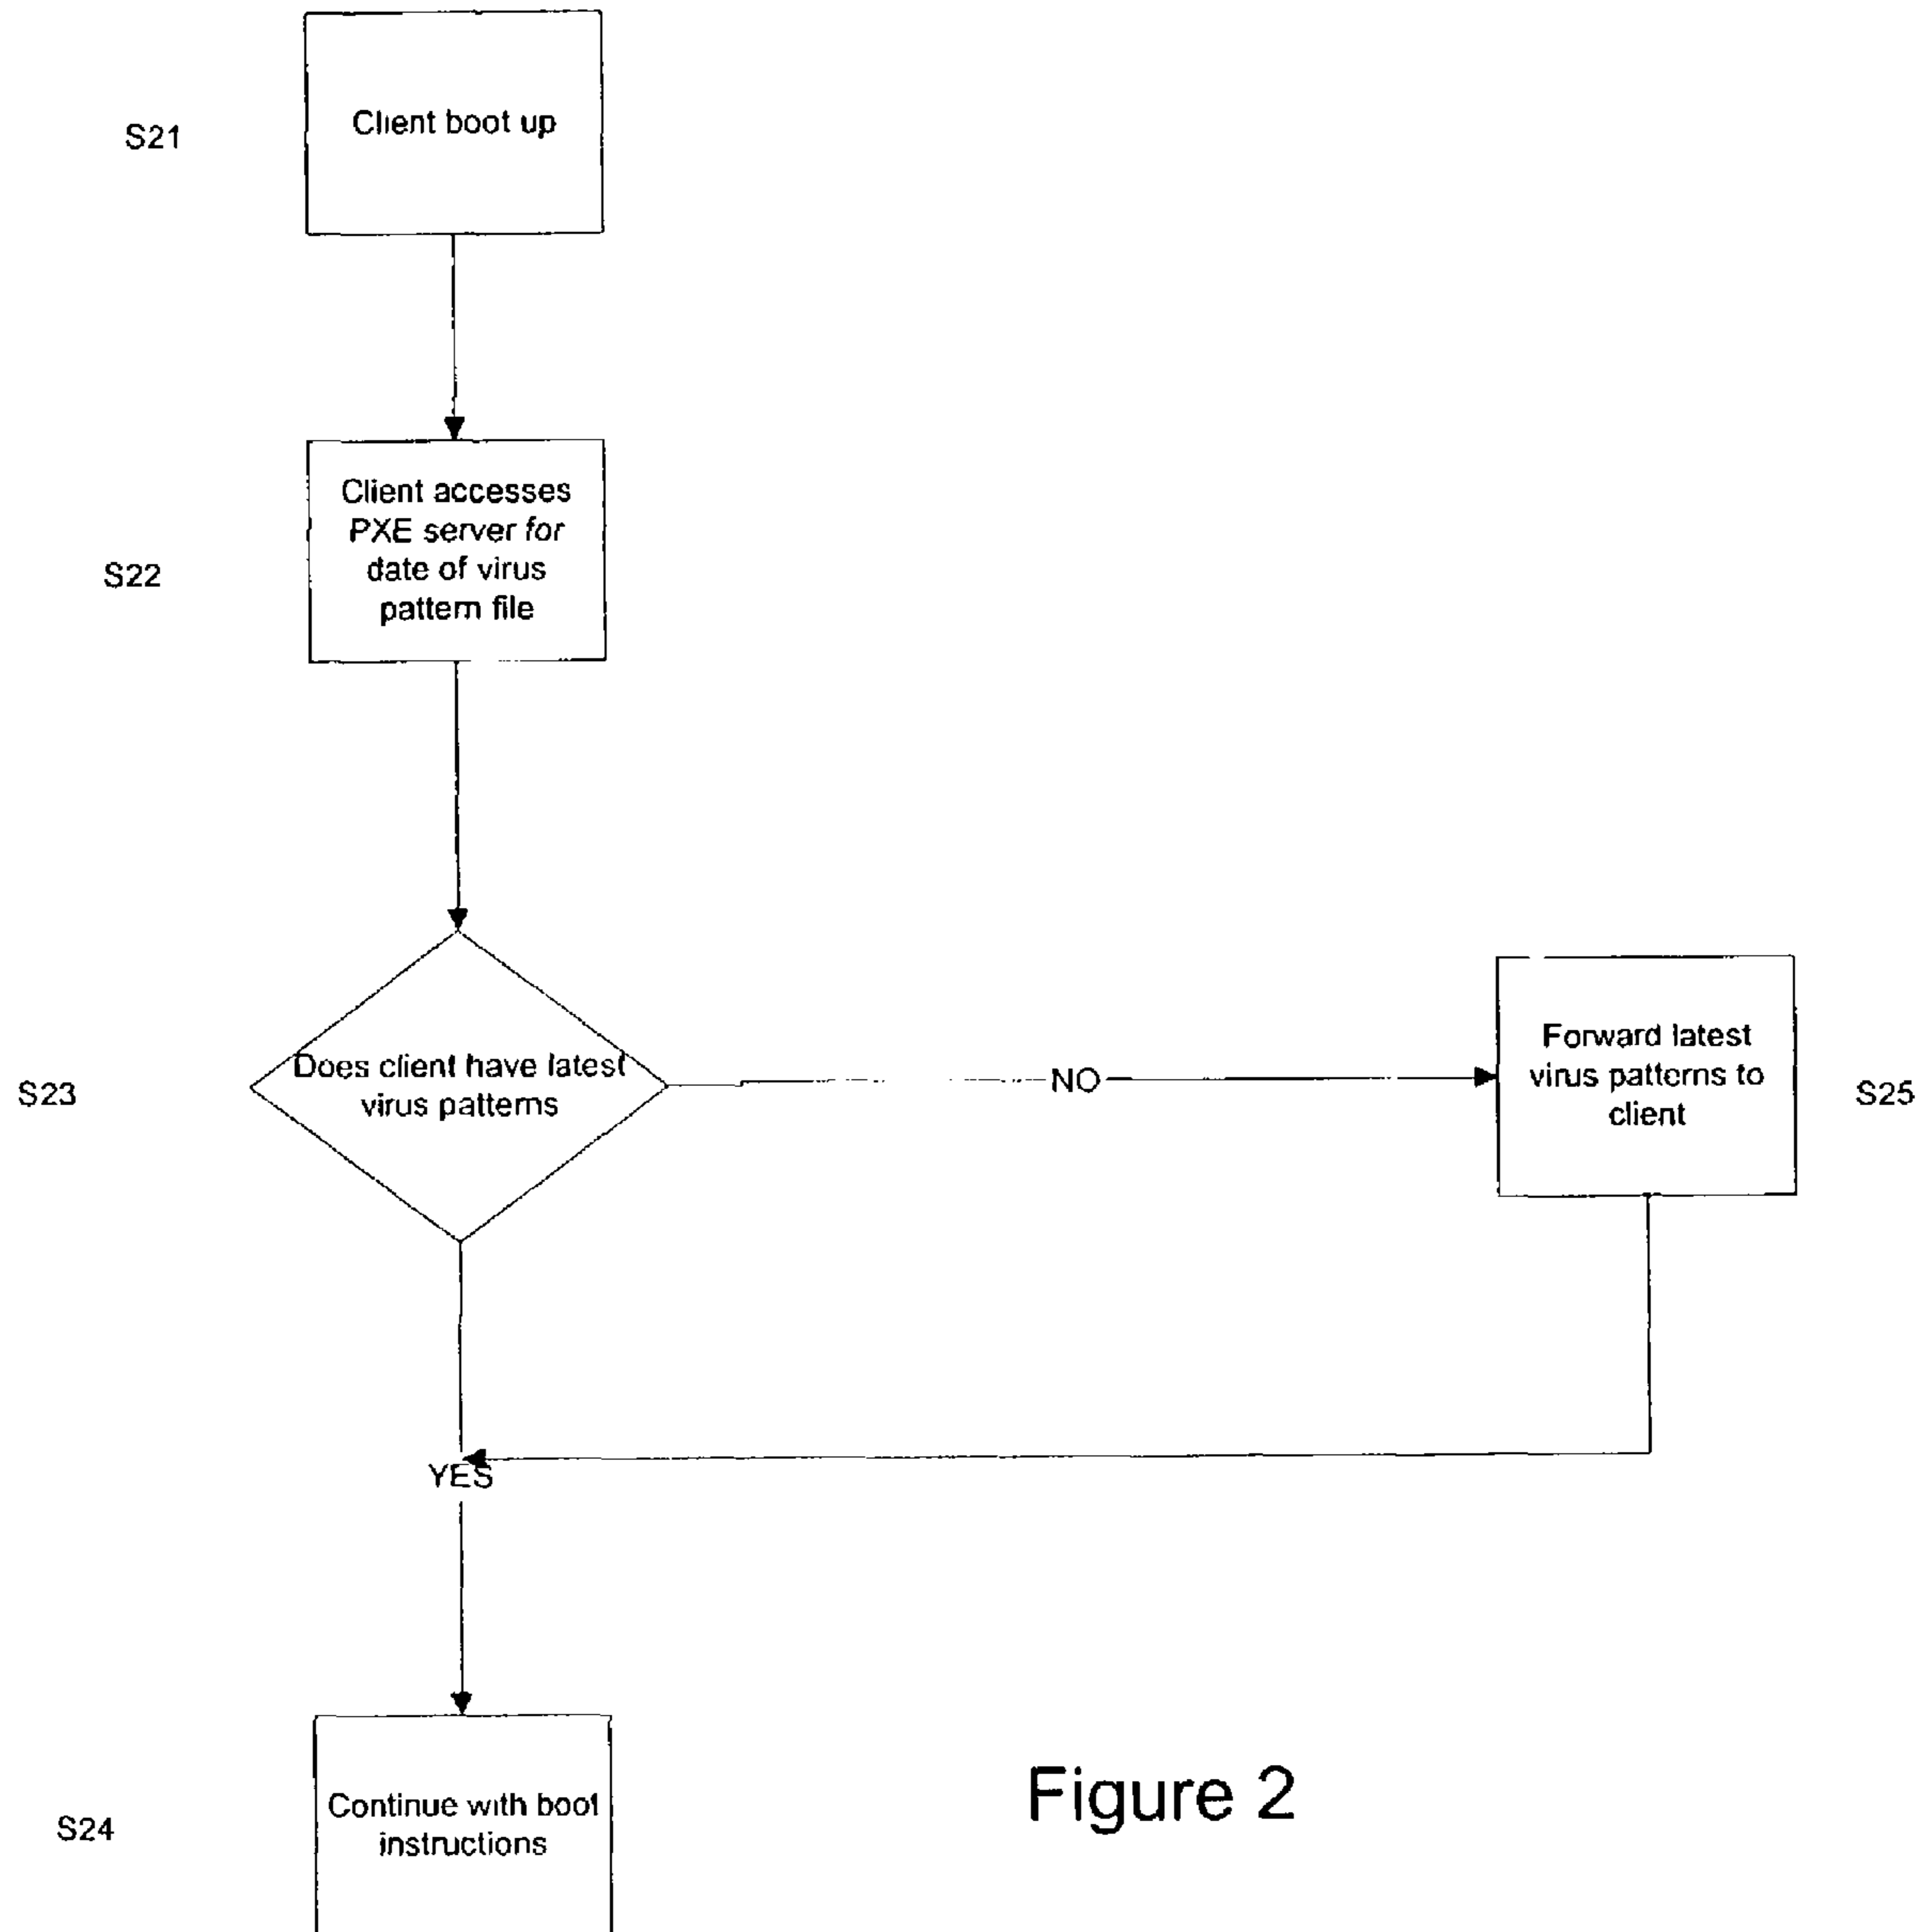 S21
Client boot up
S22
Client accesses
PXE server for
date of virus
pattern file
S23
Does client have latest
virus patterns
NO
Forward latest
virus patterns to
client
S25
YES
S24
Continue with boot
instructions
Figure 2